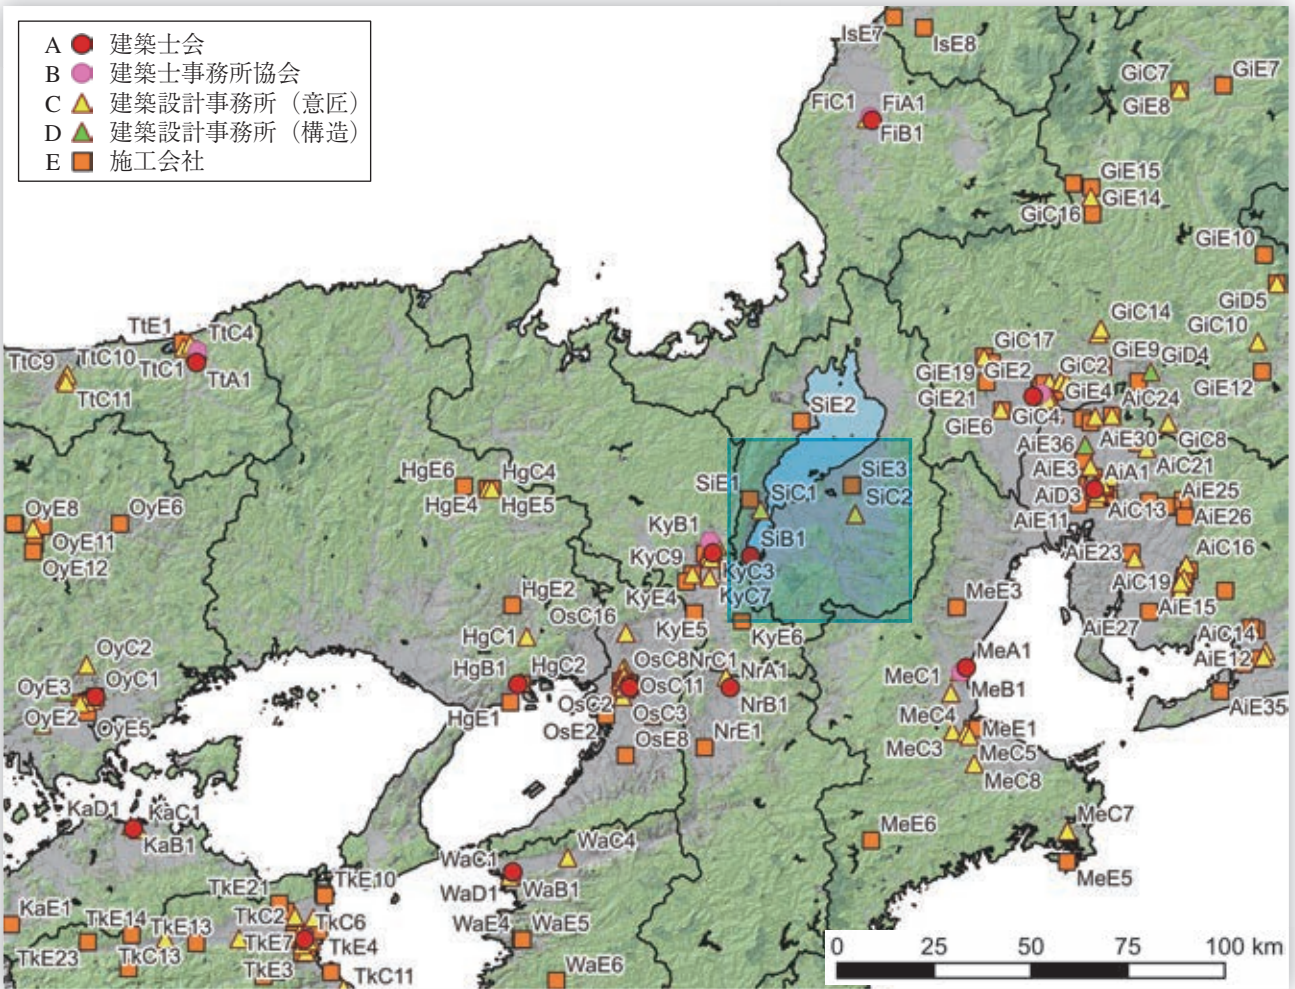 A 建築士会
B 建築士事務所協会
C 建築設計事務所（意匠）
D 建築設計事務所（構造）
E 施工会社
IsE7
IsE8
GiC7
GiE7
GiE8
FiC1
FiA1
FiB1
GiE15
GiE14
GiC16
GiE10
GiD5
TtE1
TtC4
GiC14
GiC10
TtC9
TtC10
TtC1
TtA1
TtC11
GiC17
GiE9
GiD4
GiE19
GiE2
GiC2
GiE12
GiE21
GiE4
AiC24
SiE2
GiE6
GiC4
GiC8
AiE36
AiE30
HgE6
HgC4
SiE3
AiE3
AiA1
AiC21
HgE4
HgE5
SiE1
SiC1
SiC2
AiD3
AiE25
OyE8
OyE6
AiC13
AiE11
AiE26
KyB1
SiB1
OyE11
OyE12
KyC9
KyC3
AiE23
AiC16
KyE4
KyC7
AiC19
HgE2
OsC16
MeE3
AiE15
HgC1
KyE5
KyE6
AiE27
AiC14
OyC2
HgB1
HgC2
OsC8
NrC1
NrA1
MeA1
AiE12
OyE3
OyC1
OsC11
MeC1
OsC2
NrB1
MeB1
AiE35
OyE2
OyE5
HgE1
OsC3
MeC4
OsE2
OsE8
NrE1
MeE1
MeC3
MeC5
MeC8
KaD1
KaC1
KaB1
MeE6
MeC7
WaC4
WaC1
MeE5
TkE21
TkE10
WaD1
WaB1
KaE1
TkE14
TkE13
TkC2
TkC6
WaE4
WaE5
TkE7
TkE4
TkE23
TkC13
TkE3
TkC11
WaE6
0 25 50 75 100 km